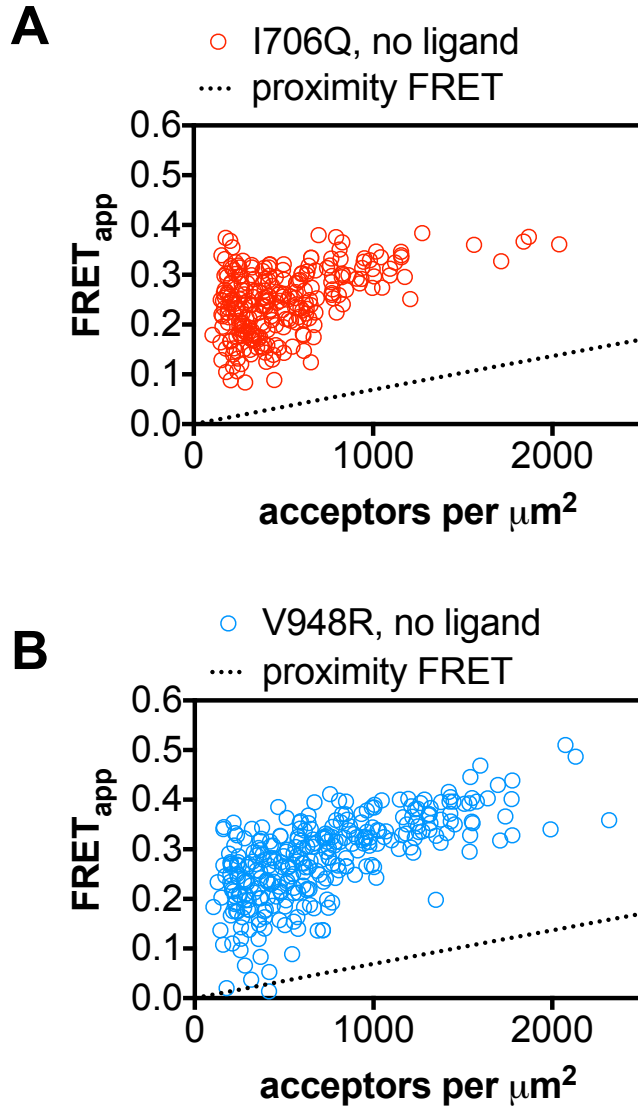 A
I706Q, no ligand
proximity FRET
0.6
0.5
0.4
0.3
0.2
0.1
0.0
FRETapp
0 1000 2000
acceptors per μm²
B
V948R, no ligand
proximity FRET
0.6
0.5
0.4
0.3
0.2
0.1
0.0
FRETapp
0 1000 2000
acceptors per μm²